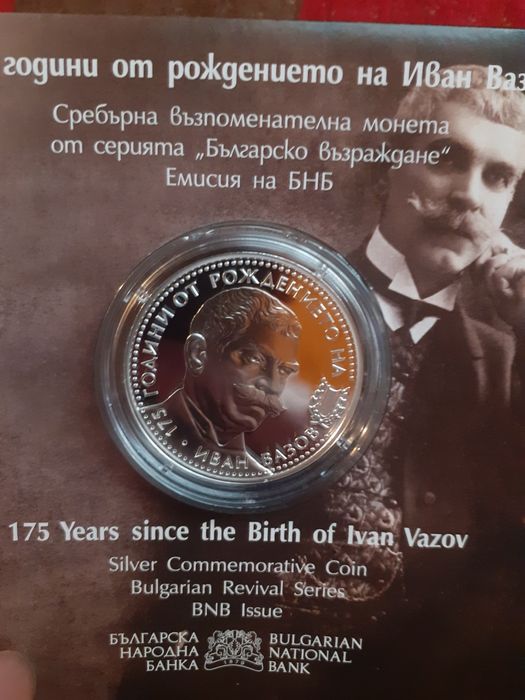 години от рождението на Иван Ваз
Сребърна възпоменателна монета
от серията „Българско възраждане“
Емисия на БНБ
· 175 ГОДИНИ ОТ РОЖДЕНИЕТО НА
ИВАН ВАЗОВ
175 Years since the Birth of Ivan Vazov
Silver Commemorative Coin
Bulgarian Revival Series
BNB Issue
БЪЛГАРСКА
НАРОДНА
БАНКА
1879
BULGARIAN
NATIONAL
BANK